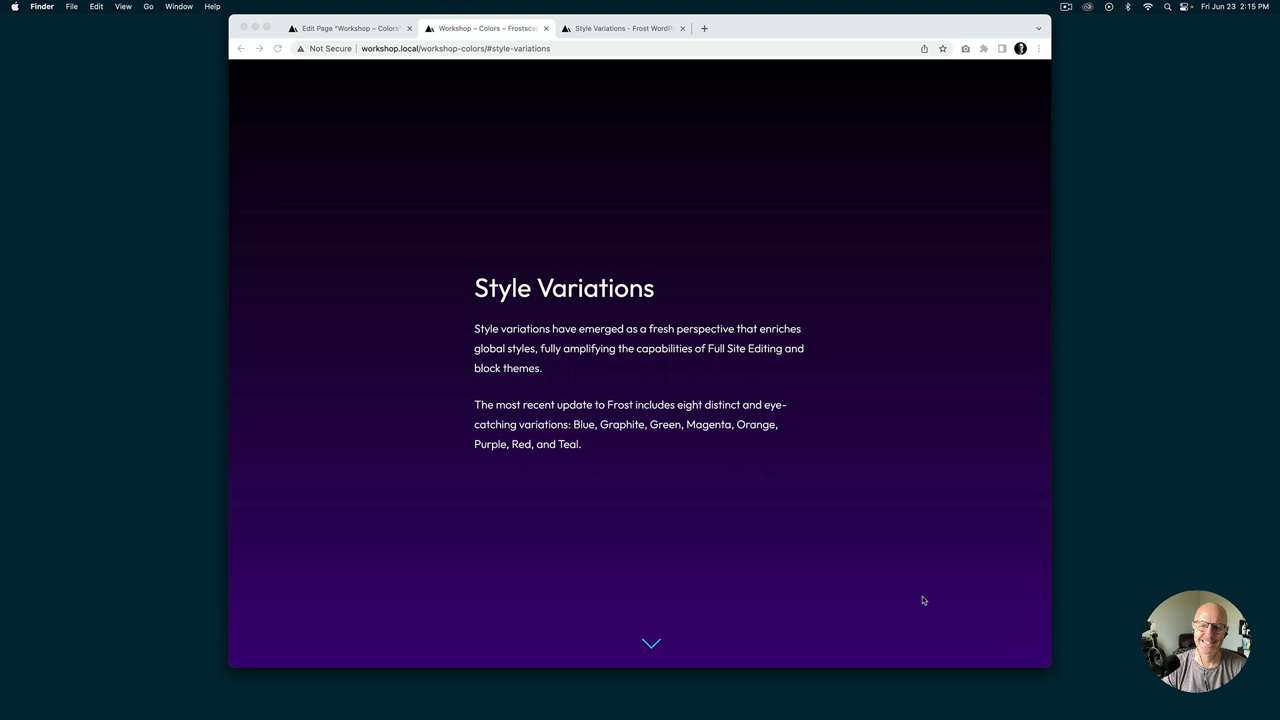 Finder File Edit View Go Window Help Fri Jun 23 2:15 PM
Edit Page "Workshop – Colors" Workshop – Colors – Frostsca Style Variations – Frost WordP
Not Secure workshop.local/workshop-colors/#style-variations
Style Variations
Style variations have emerged as a fresh perspective that enriches
global styles, fully amplifying the capabilities of Full Site Editing and
block themes.
The most recent update to Frost includes eight distinct and eye-
catching variations: Blue, Graphite, Green, Magenta, Orange,
Purple, Red, and Teal.